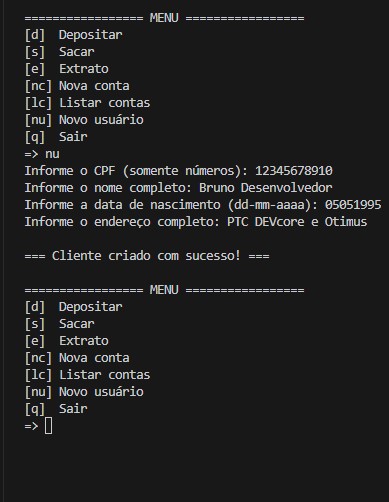 ================= MENU =================
[d]  Depositar
[s]  Sacar
[e]  Extrato
[nc] Nova conta
[lc] Listar contas
[nu] Novo usuário
[q]  Sair
=> nu
Informe o CPF (somente números): 12345678910
Informe o nome completo: Bruno Desenvolvedor
Informe a data de nascimento (dd-mm-aaaa): 05051995
Informe o endereço completo: PTC DEVcore e Otimus
=== Cliente criado com sucesso! ===
================= MENU =================
[d]  Depositar
[s]  Sacar
[e]  Extrato
[nc] Nova conta
[lc] Listar contas
[nu] Novo usuário
[q]  Sair
=>